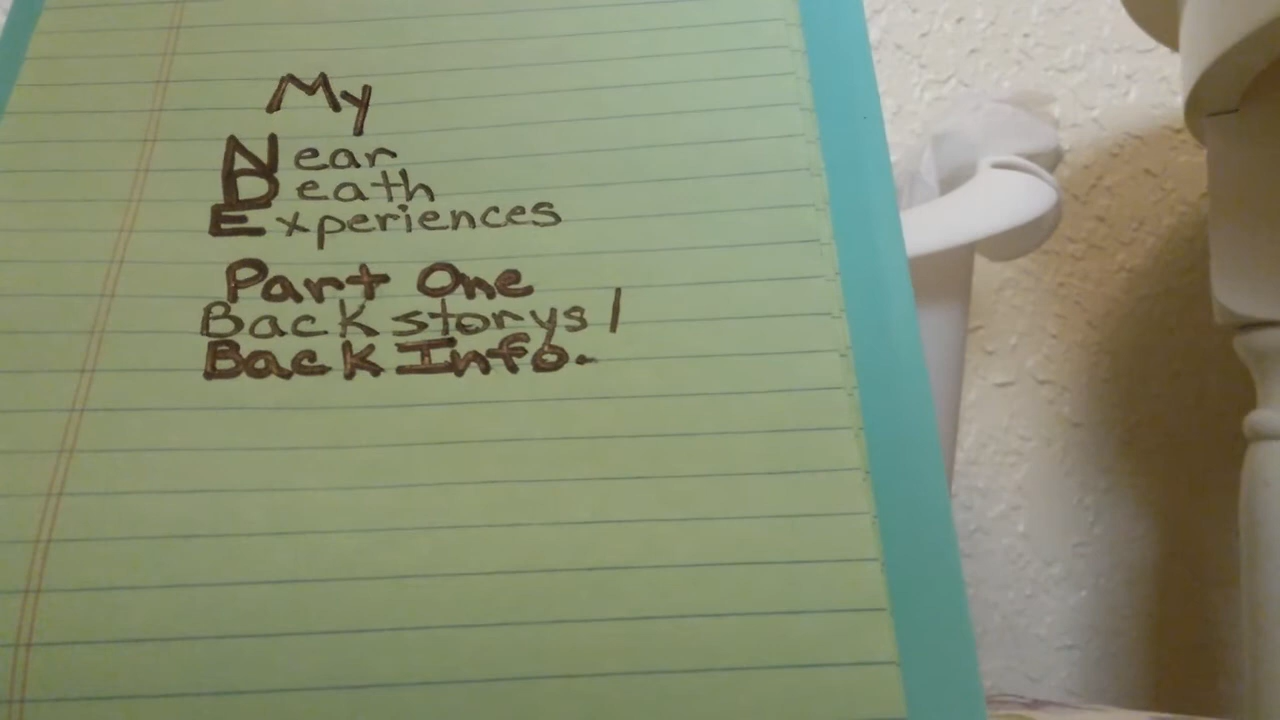 My
Near
Death
Experiences
Part One
Back storys /
Back Info.